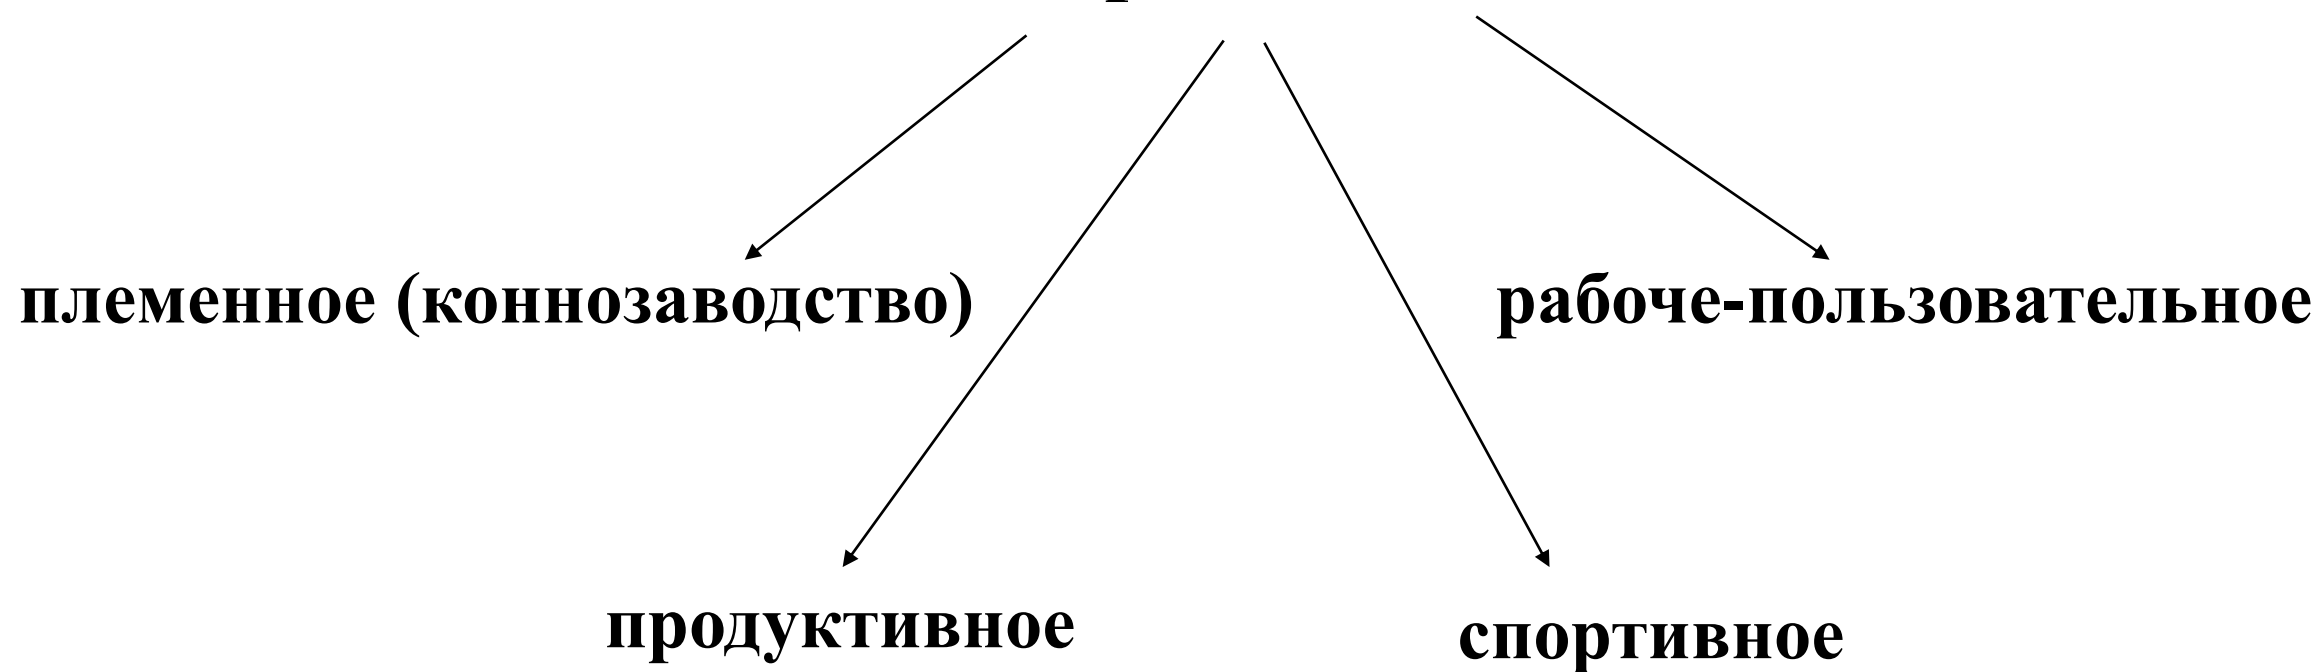 племенное (коннозаводство)
рабоче-пользовательное
продуктивное
спортивное